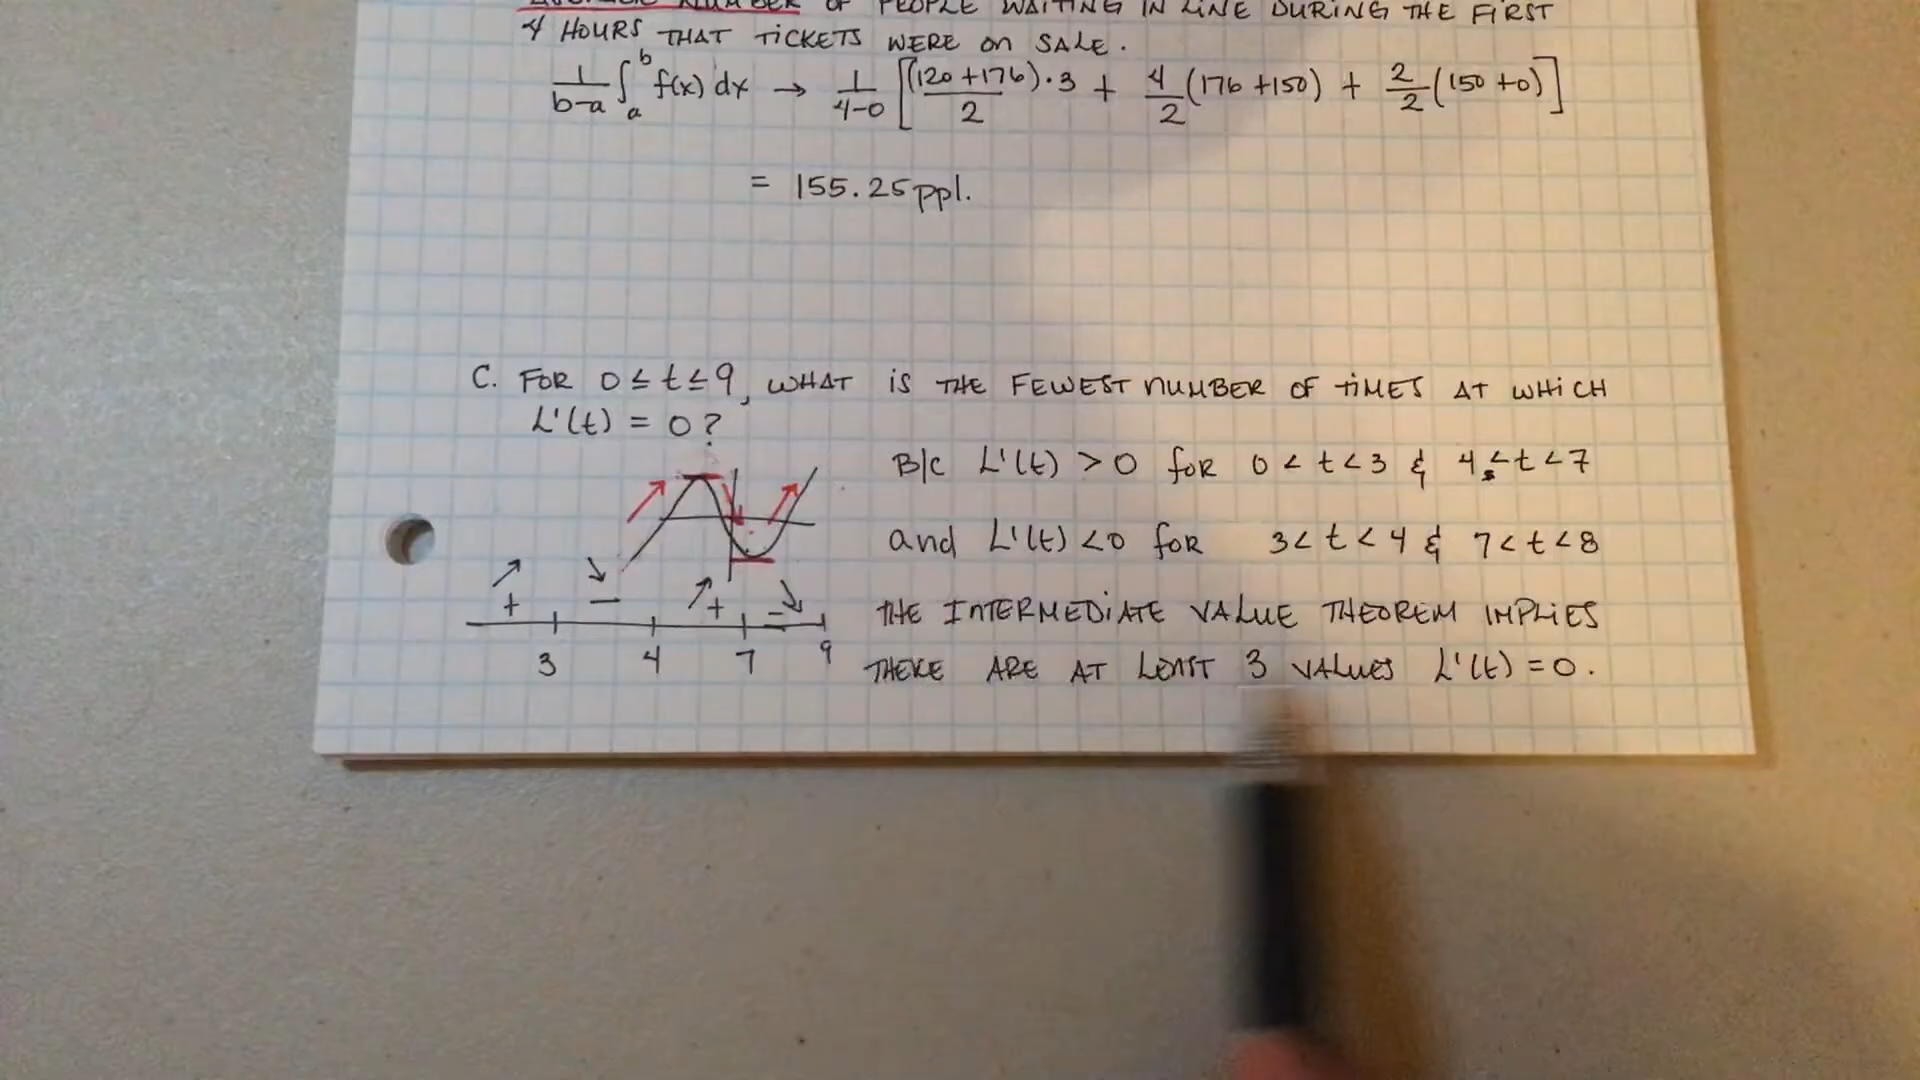 AVERAGE NUMBER OF PEOPLE WAITING IN LINE DURING THE FIRST
4 HOURS THAT TICKETS WERE ON SALE.
1/(b-a) ∫_a^b f(x) dx → 1/(4-0) [(120+176)·3/2 + 4/2 (176+150) + 2/2 (150+0)]
= 155.25 ppl.
C. FOR 0 ≤ t ≤ 9, WHAT IS THE FEWEST NUMBER OF TIMES AT WHICH
L'(t) = 0?
B/C L'(t) > 0 FOR 0 < t < 3 & 4 < t < 7
and L'(t) < 0 FOR 3 < t < 4 & 7 < t < 8
+ − + −
3 4 7 9
THE INTERMEDIATE VALUE THEOREM IMPLIES
THERE ARE AT LEAST 3 VALUES L'(t) = 0.